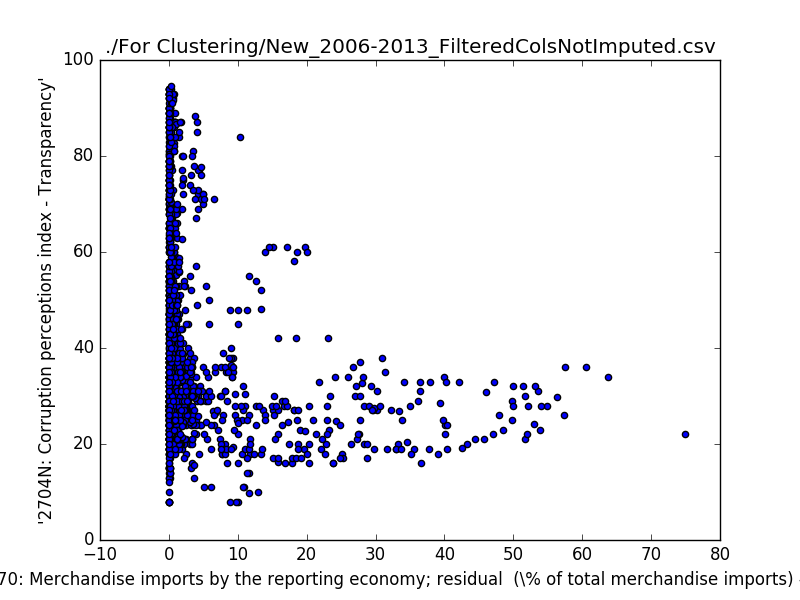 ./For Clustering/New_2006-2013_FilteredColsNotImputed.csv
'2704N: Corruption perceptions index - Transparency'
100
80
60
40
20
0
−10 0 10 20 30 40 50 60 70 80
70: Merchandise imports by the reporting economy; residual (\% of total merchandise imports)